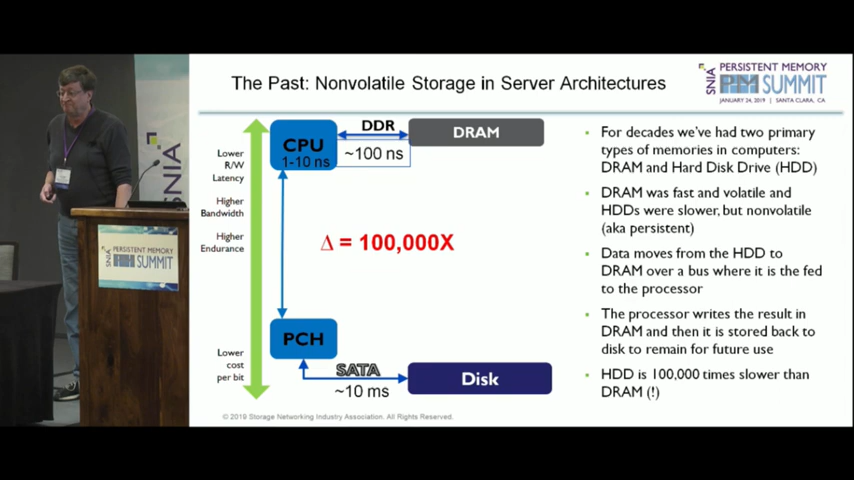 The Past: Nonvolatile Storage in Server Architectures
SNIA
PERSISTENT MEMORY
PM SUMMIT
JANUARY 24, 2019 | SANTA CLARA, CA
Lower
R/W
Latency
Higher
Bandwidth
Higher
Endurance
Lower
cost
per bit
CPU
1-10 ns
DDR
~100 ns
DRAM
Δ = 100,000X
PCH
SATA
~10 ms
Disk
• For decades we've had two primary
types of memories in computers:
DRAM and Hard Disk Drive (HDD)
• DRAM was fast and volatile and
HDDs were slower, but nonvolatile
(aka persistent)
• Data moves from the HDD to
DRAM over a bus where it is the fed
to the processor
• The processor writes the result in
DRAM and then it is stored back to
disk to remain for future use
• HDD is 100,000 times slower than
DRAM (!)
© 2019 Storage Networking Industry Association. All Rights Reserved.
SNIA
SNIA
PERSISTENT MEMORY
PM SUMMIT